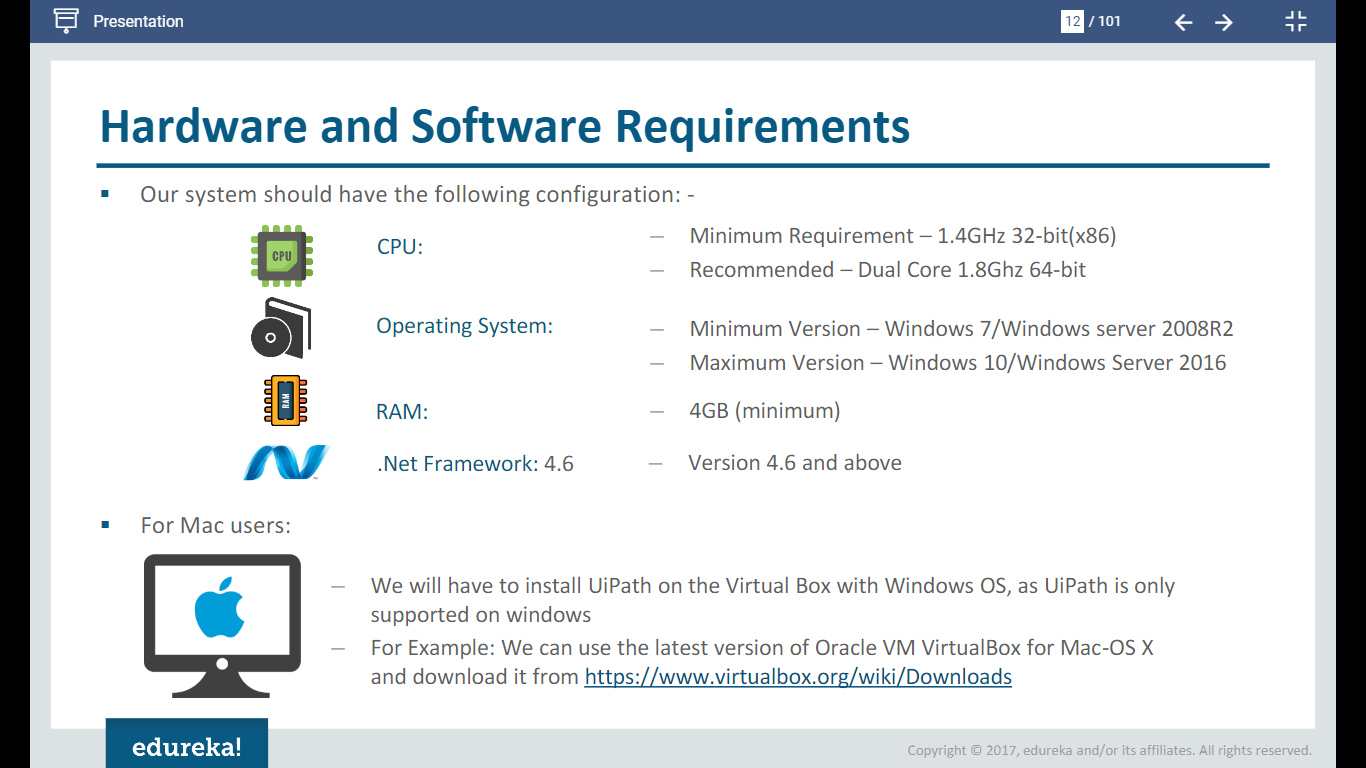 Presentation
12 / 101
Hardware and Software Requirements
▪ Our system should have the following configuration: -
CPU
CPU:
– Minimum Requirement – 1.4GHz 32-bit(x86)
– Recommended – Dual Core 1.8Ghz 64-bit
Operating System:
– Minimum Version – Windows 7/Windows server 2008R2
– Maximum Version – Windows 10/Windows Server 2016
RAM
RAM:
– 4GB (minimum)
.Net Framework: 4.6
– Version 4.6 and above
▪ For Mac users:
– We will have to install UiPath on the Virtual Box with Windows OS, as UiPath is only
supported on windows
– For Example: We can use the latest version of Oracle VM VirtualBox for Mac-OS X
and download it from https://www.virtualbox.org/wiki/Downloads
edureka!
Copyright © 2017, edureka and/or its affiliates. All rights reserved.